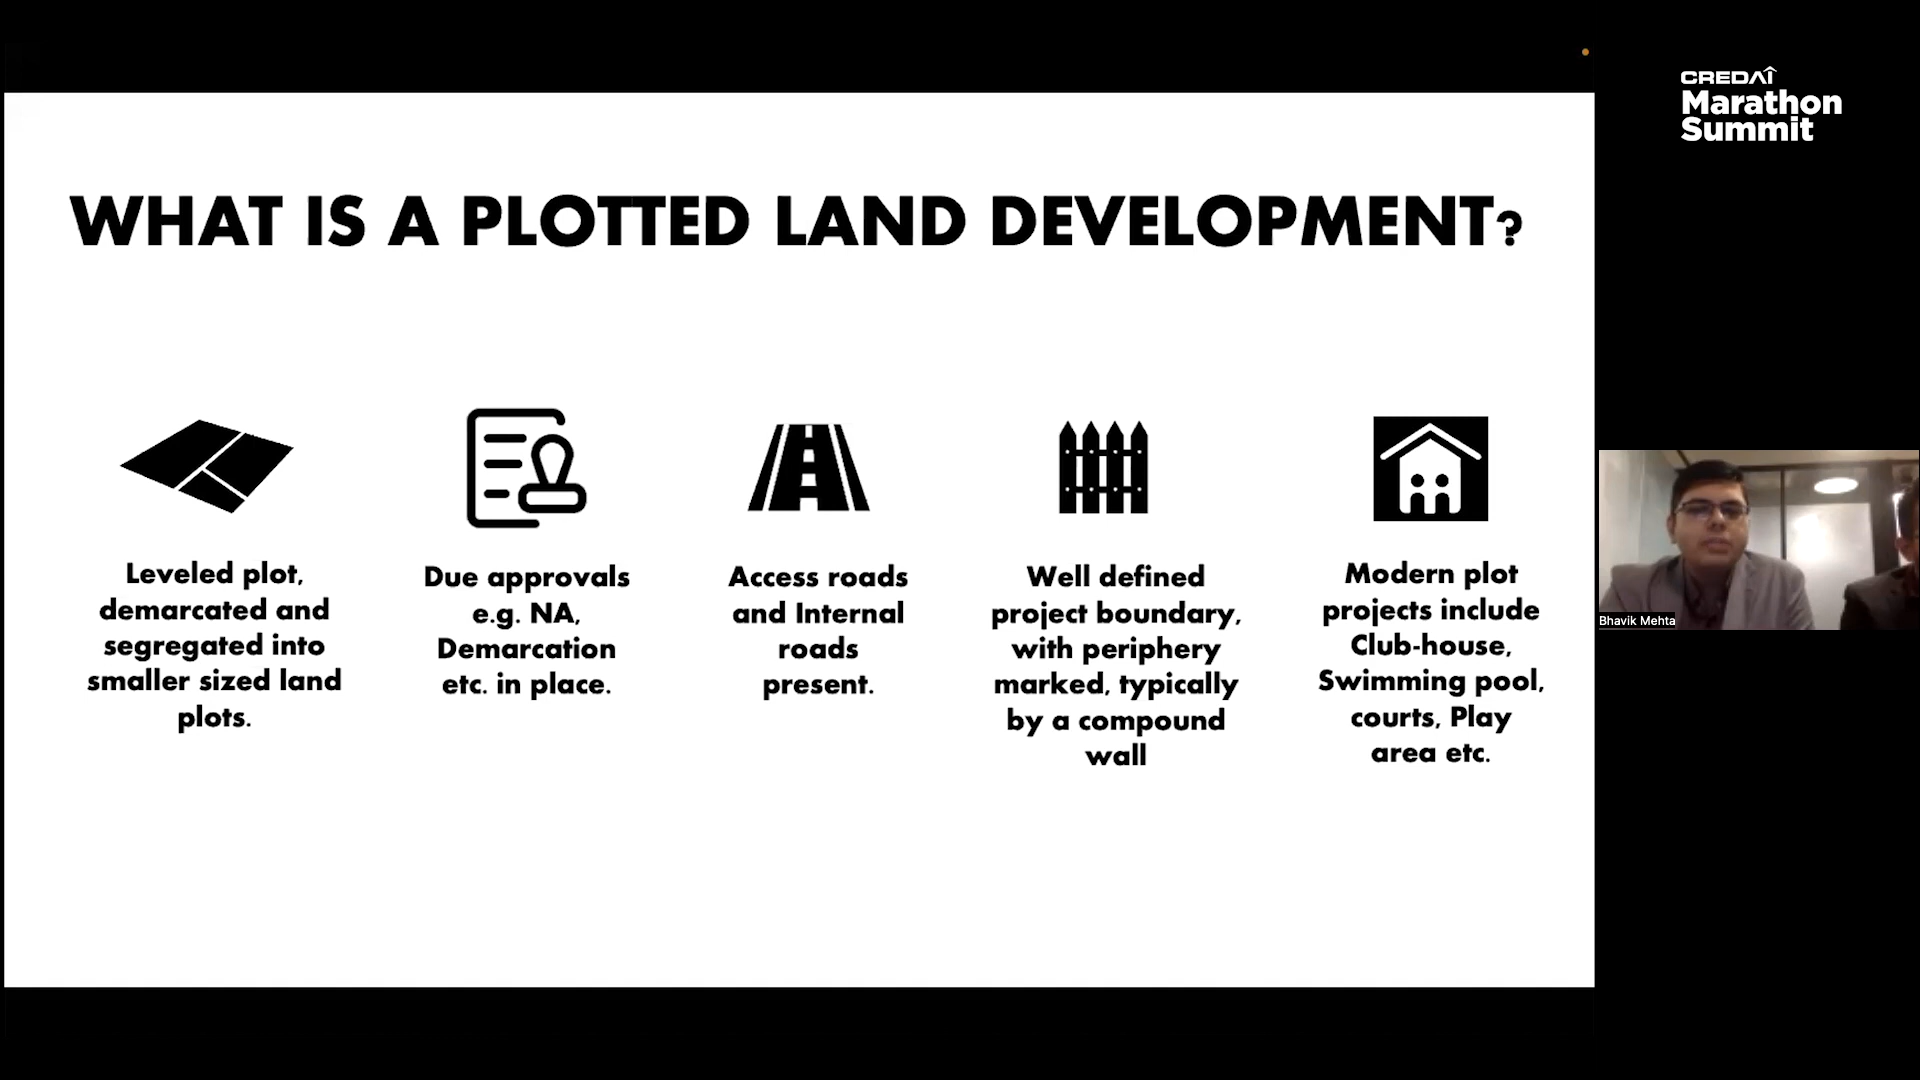 CREDAI
Marathon
Summit
WHAT IS A PLOTTED LAND DEVELOPMENT?
Leveled plot,
demarcated and
segregated into
smaller sized land
plots.
Due approvals
e.g. NA,
Demarcation
etc. in place.
Access roads
and Internal
roads
present.
Well defined
project boundary,
with periphery
marked, typically
by a compound
wall
Modern plot
projects include
Club-house,
Swimming pool,
courts, Play
area etc.
Bhavik Mehta